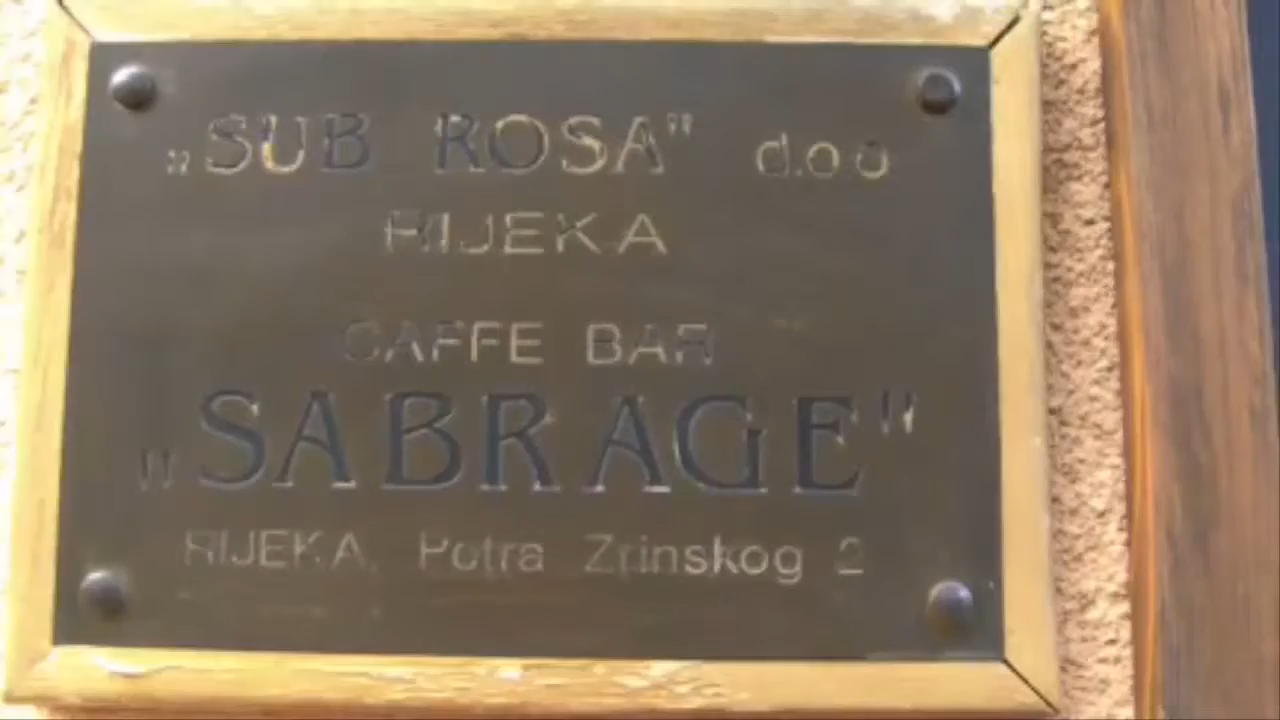 „SUB ROSA" d.o o
RIJEKA
CAFFE BAR
„SABRAGE"
RIJEKA, Petra Zrinskog 2